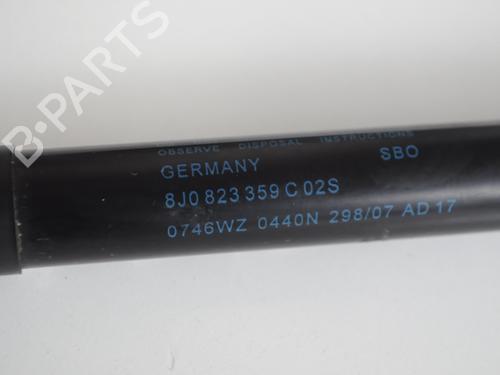 B-PARTS
OBSERVE DISPOSAL INSTRUCTIONS
GERMANY SBO
8J0 823 359 C 02S
0746WZ 0440N 298/07 AD 17